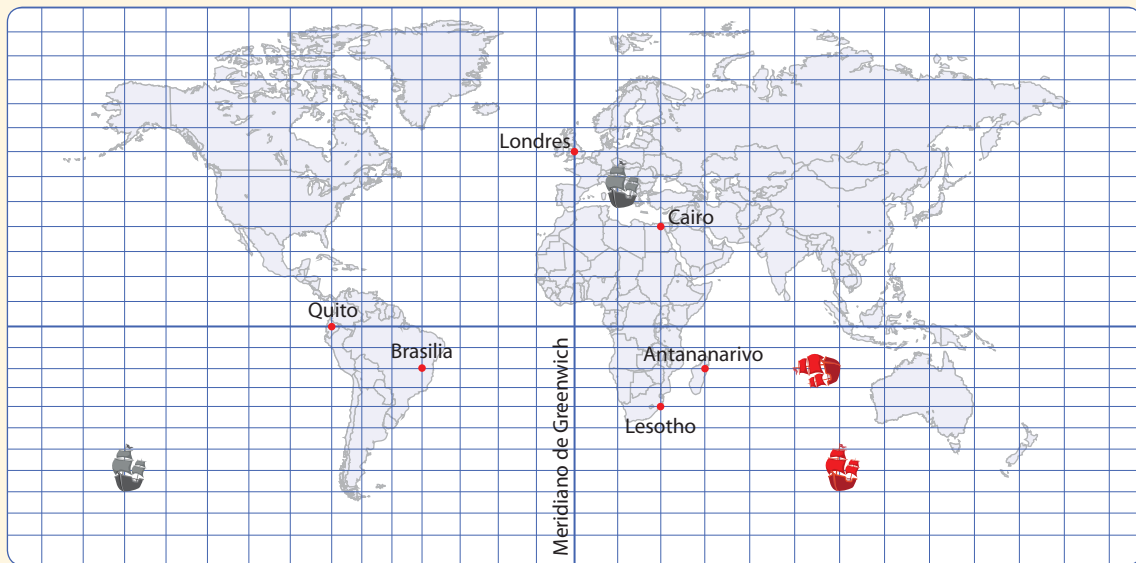 Londres
Cairo
Quito
Brasilia
Antananarivo
Lesotho
Meridiano de Greenwich